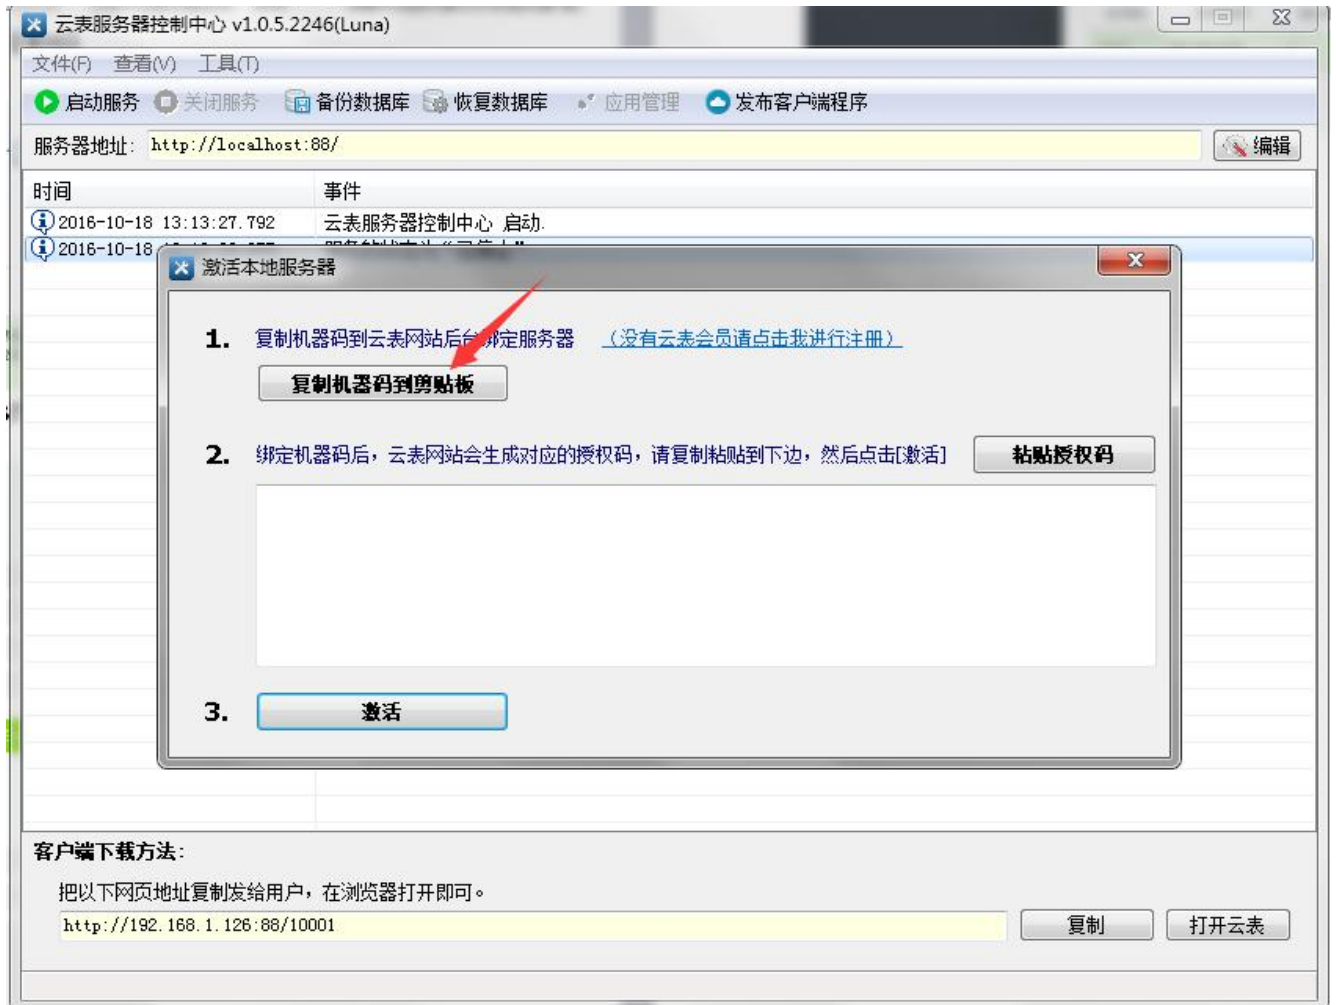 云表服务器控制中心 v1.0.5.2246(Luna)
文件(F) 查看(V) 工具(T)
启动服务 关闭服务 备份数据库 恢复数据库 应用管理 发布客户端程序
服务器地址: http://localhost:88/ 编辑
时间 事件
2016-10-18 13:13:27.792 云表服务器控制中心 启动.
2016-10-18
激活本地服务器
1. 复制机器码到云表网站后台绑定服务器 (没有云表会员请点击我进行注册)
复制机器码到剪贴板
2. 绑定机器码后，云表网站会生成对应的授权码，请复制粘贴到下边，然后点击[激活] 粘贴授权码
3. 激活
客户端下载方法:
把以下网页地址复制发给用户，在浏览器打开即可。
http://192.168.1.126:88/10001 复制 打开云表